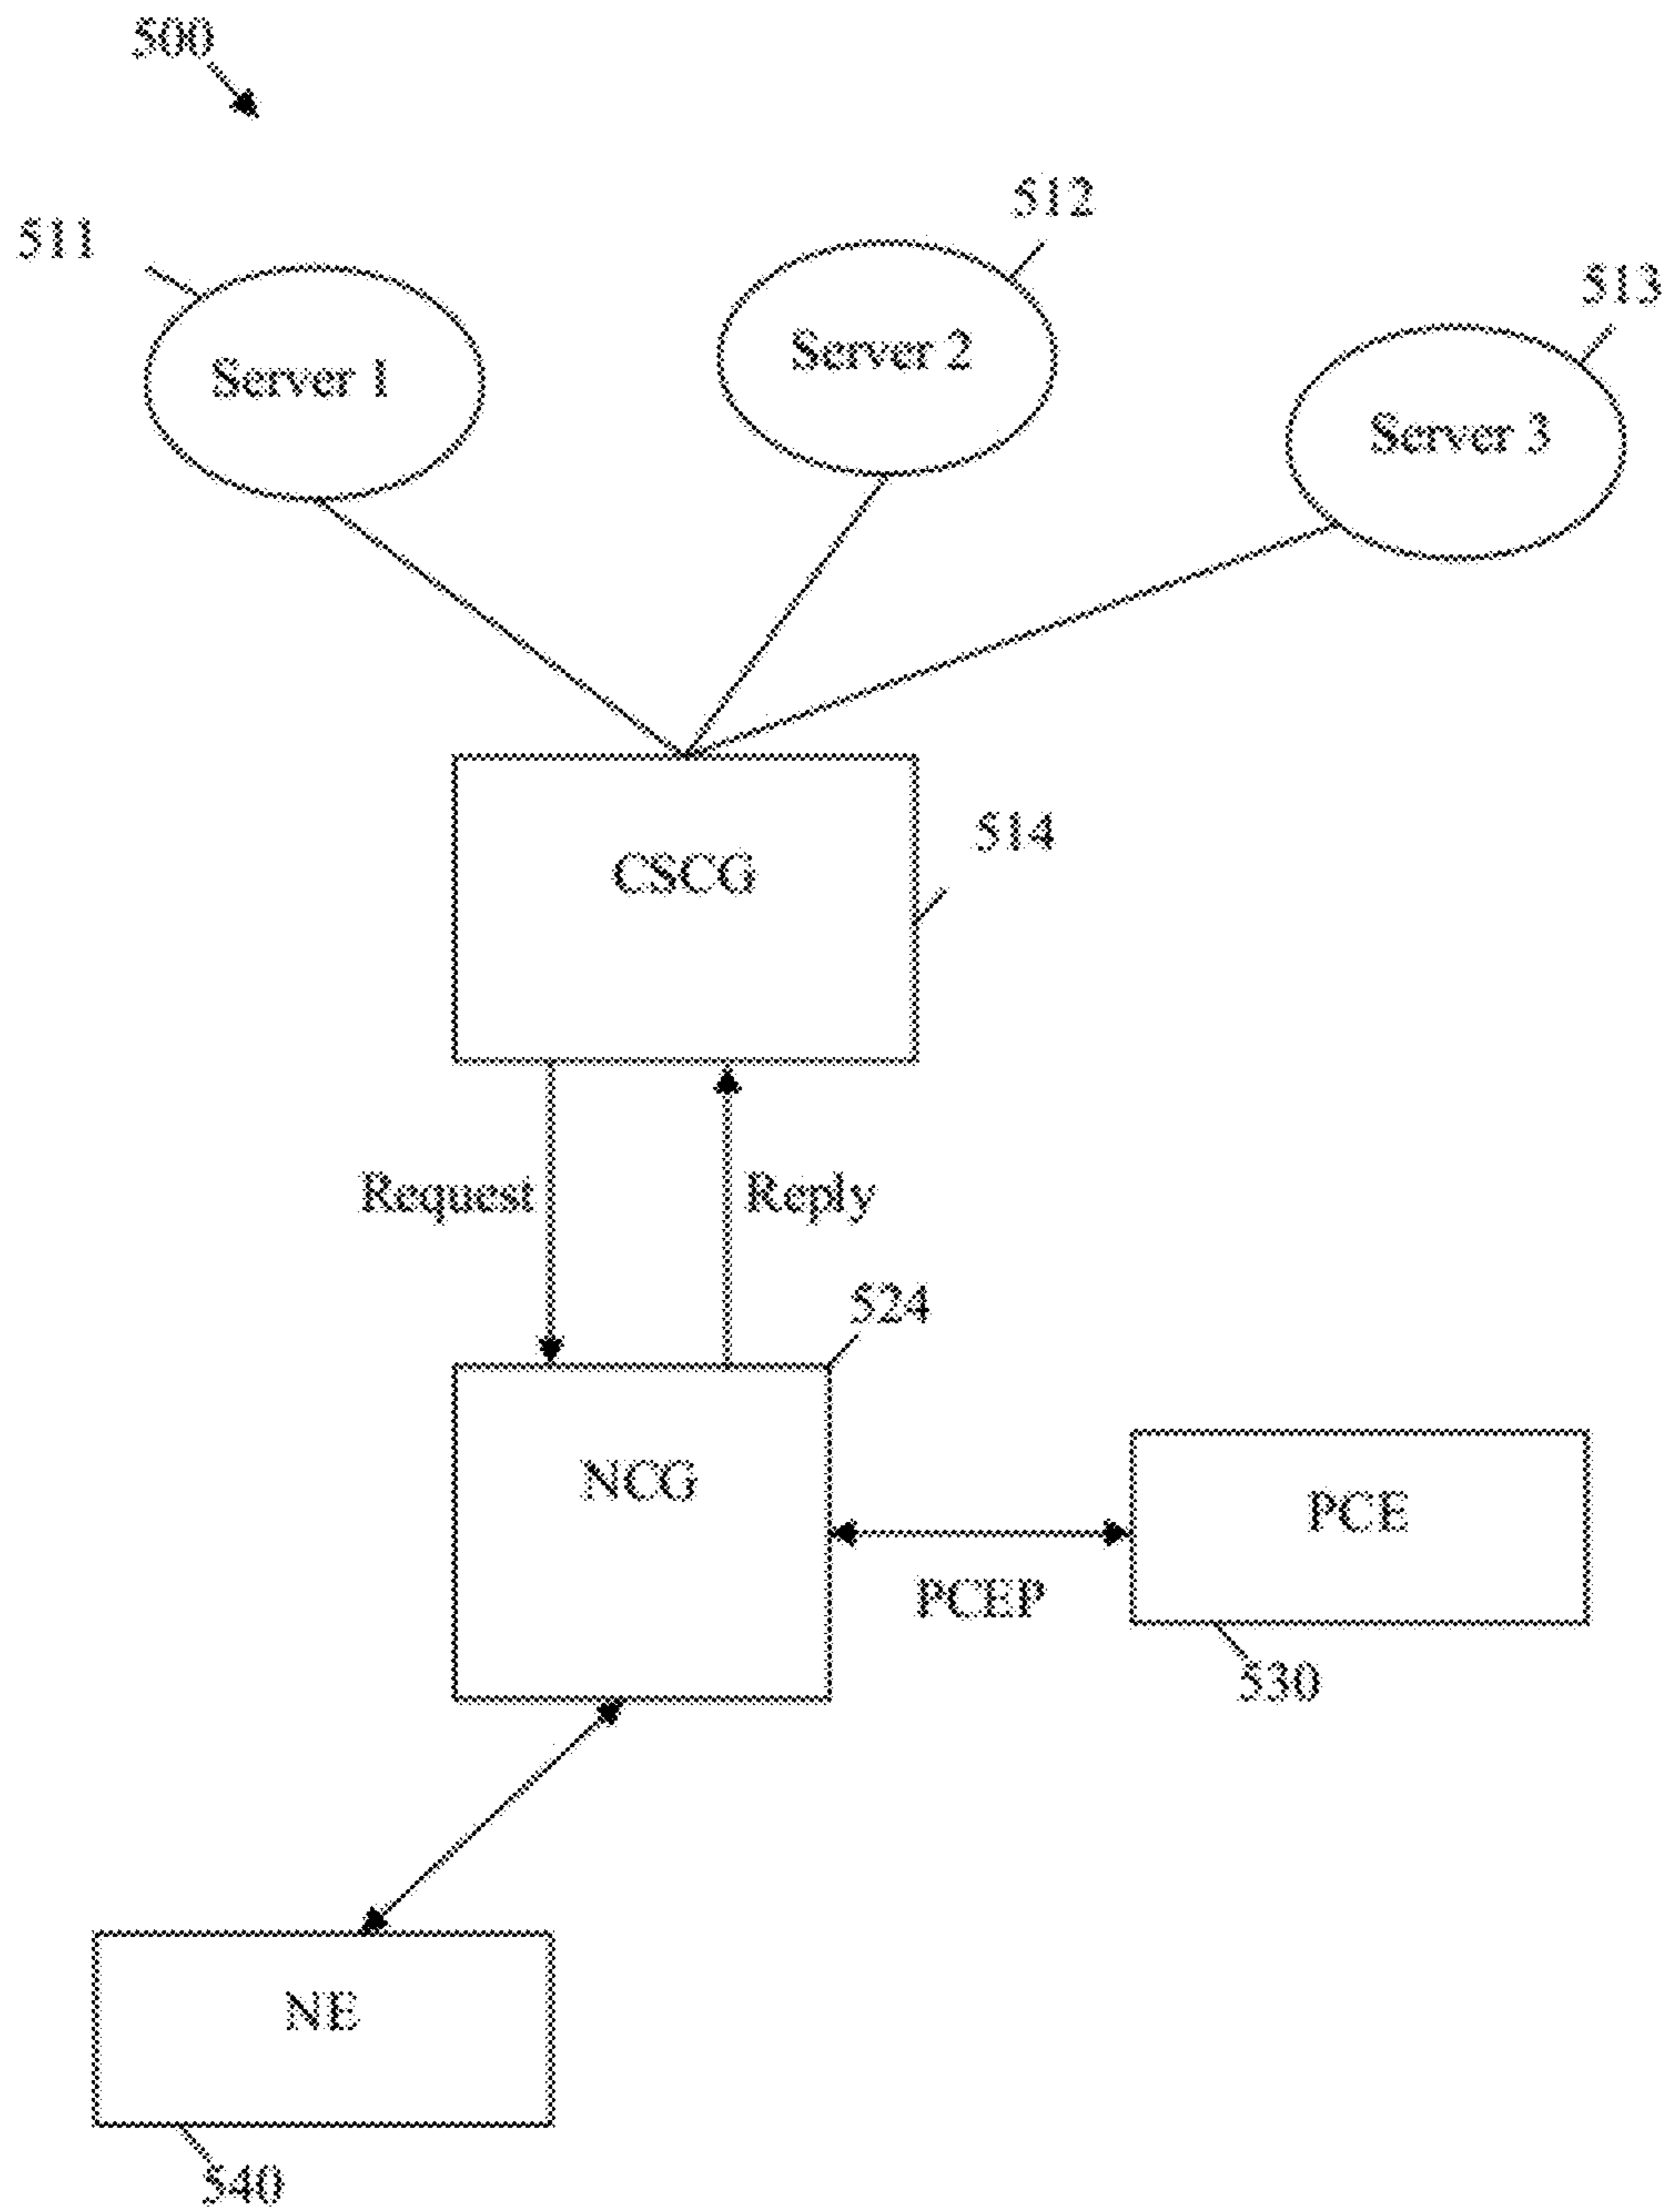 500
512
511
513
Server 1
Server 2
Server 3
514
CSCG
Request
Reply
524
NCG
PCE
PCEP
530
NE
540